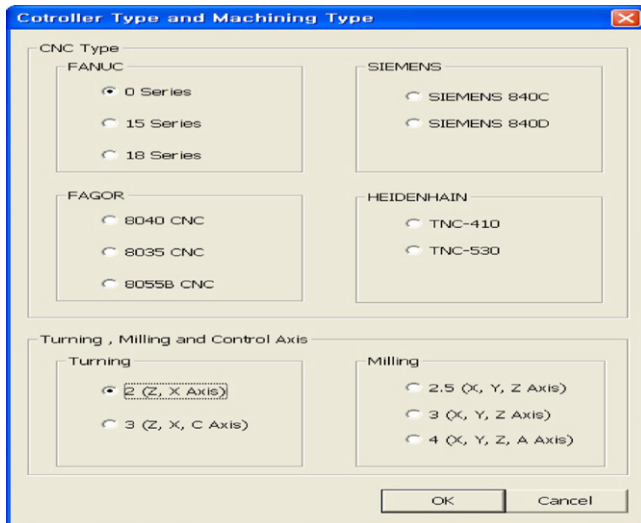 Cotroller Type and Machining Type
CNC Type
FANUC
0 Series
15 Series
18 Series
SIEMENS
SIEMENS 840C
SIEMENS 840D
FAGOR
8040 CNC
8035 CNC
8055B CNC
HEIDENHAIN
TNC-410
TNC-530
Turning , Milling and Control Axis
Turning
2 (Z, X Axis)
3 (Z, X, C Axis)
Milling
2.5 (X, Y, Z Axis)
3 (X, Y, Z Axis)
4 (X, Y, Z, A Axis)
OK
Cancel